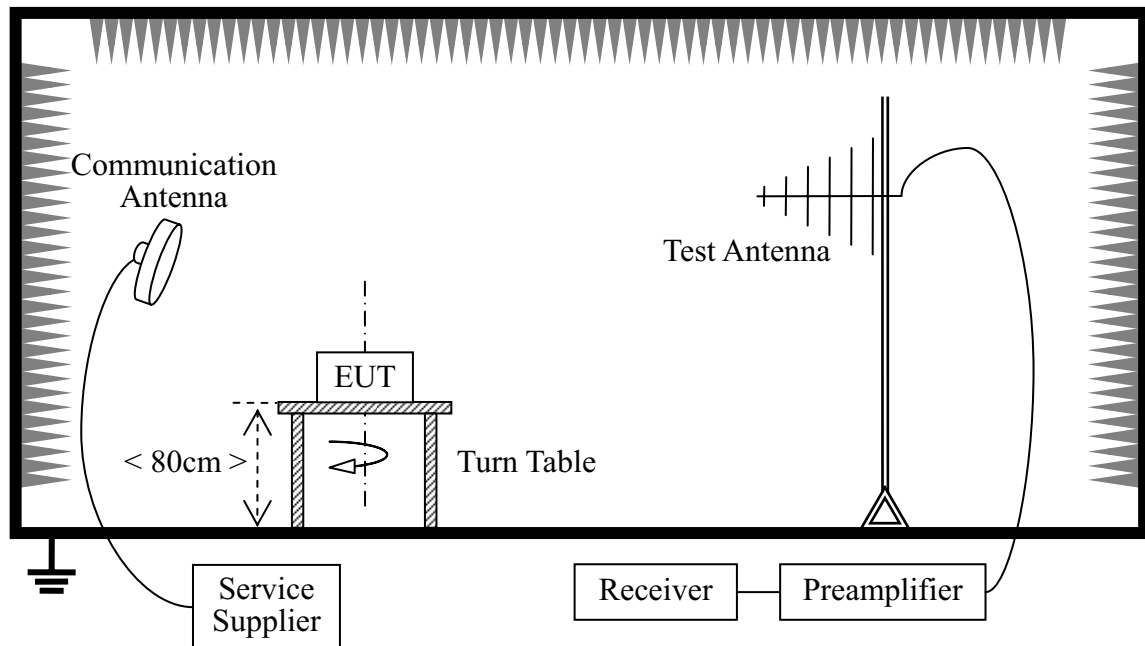 Communication
Antenna
Test Antenna
EUT
< 80cm >
Turn Table
Service
Supplier
Receiver
Preamplifier